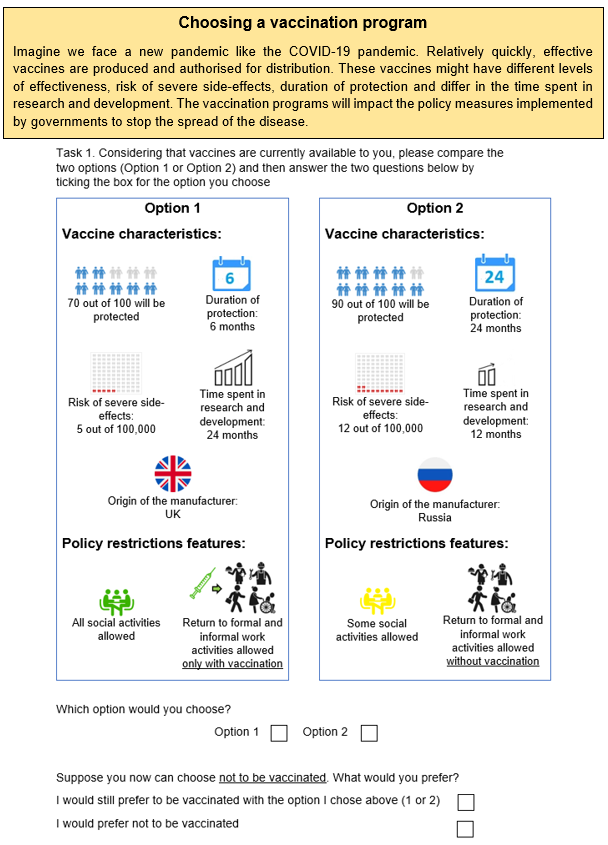 Choosing a vaccination program
Imagine we face a new pandemic like the COVID-19 pandemic. Relatively quickly, effective
vaccines are produced and authorised for distribution. These vaccines might have different levels
of effectiveness, risk of severe side-effects, duration of protection and differ in the time spent in
research and development. The vaccination programs will impact the policy measures implemented
by governments to stop the spread of the disease.
Task 1. Considering that vaccines are currently available to you, please compare the
two options (Option 1 or Option 2) and then answer the two questions below by
ticking the box for the option you choose
Option 1
Vaccine characteristics:
70 out of 100 will be
protected
6
Duration of
protection:
6 months
Risk of severe side-
effects:
5 out of 100,000
Time spent in
research and
development:
24 months
Origin of the manufacturer:
UK
Policy restrictions features:
All social activities
allowed
Return to formal and
informal work
activities allowed
only with vaccination
Option 2
Vaccine characteristics:
90 out of 100 will be
protected
24
Duration of
protection:
24 months
Risk of severe side-
effects:
12 out of 100,000
Time spent in
research and
development:
12 months
Origin of the manufacturer:
Russia
Policy restrictions features:
Some social
activities allowed
Return to formal and
informal work
activities allowed
without vaccination
Which option would you choose?
Option 1
Option 2
Suppose you now can choose not to be vaccinated. What would you prefer?
I would still prefer to be vaccinated with the option I chose above (1 or 2)
I would prefer not to be vaccinated